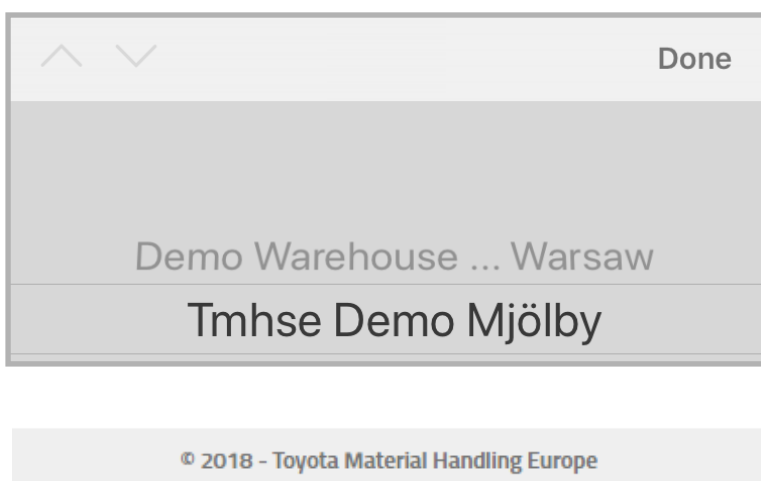 Done
Demo Warehouse ... Warsaw
Tmhse Demo Mjölby
© 2018 - Toyota Material Handling Europe